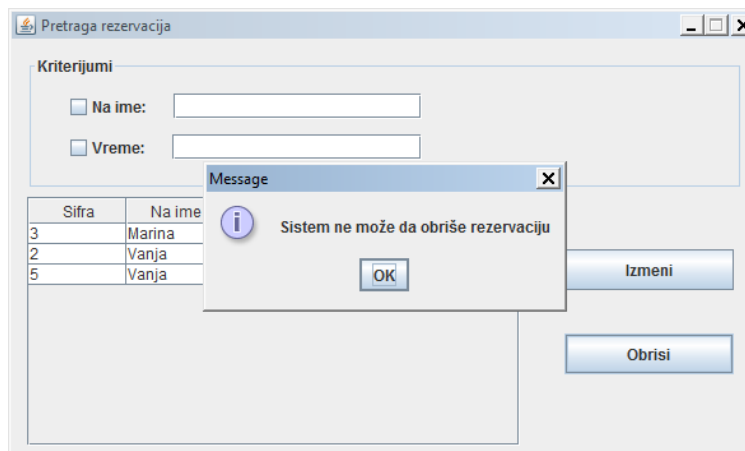 Pretraga rezervacija
Kriterijumi
Na ime:
Vreme:
Message
Sistem ne može da obriše rezervaciju
OK
Sifra Na ime
3 Marina
2 Vanja
5 Vanja
Izmeni
Obrisi